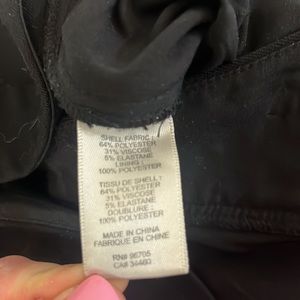 SHELL FABRIC :
64% POLYESTER
31% VISCOSE
5% ELASTANE
LINING :
100% POLYESTER
TISSU DE SHELL :
64% POLYESTER
31% VISCOSE
5% ELASTANE
DOUBLURE :
100% POLYESTER
MADE IN CHINA
FABRIQUE EN CHINE
RN# 96795
CA# 34460